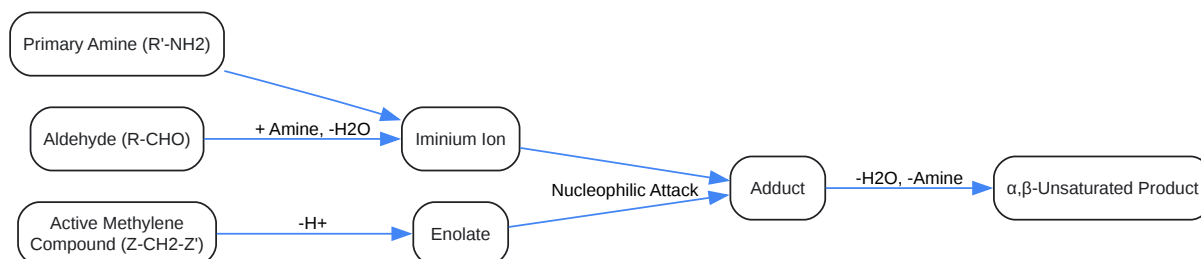 Primary Amine (R'-NH2)
Aldehyde (R-CHO)
+ Amine, -H2O
Iminium Ion
Active Methylene
Compound (Z-CH2-Z')
-H+
Enolate
Nucleophilic Attack
Adduct
-H2O, -Amine
α,β-Unsaturated Product